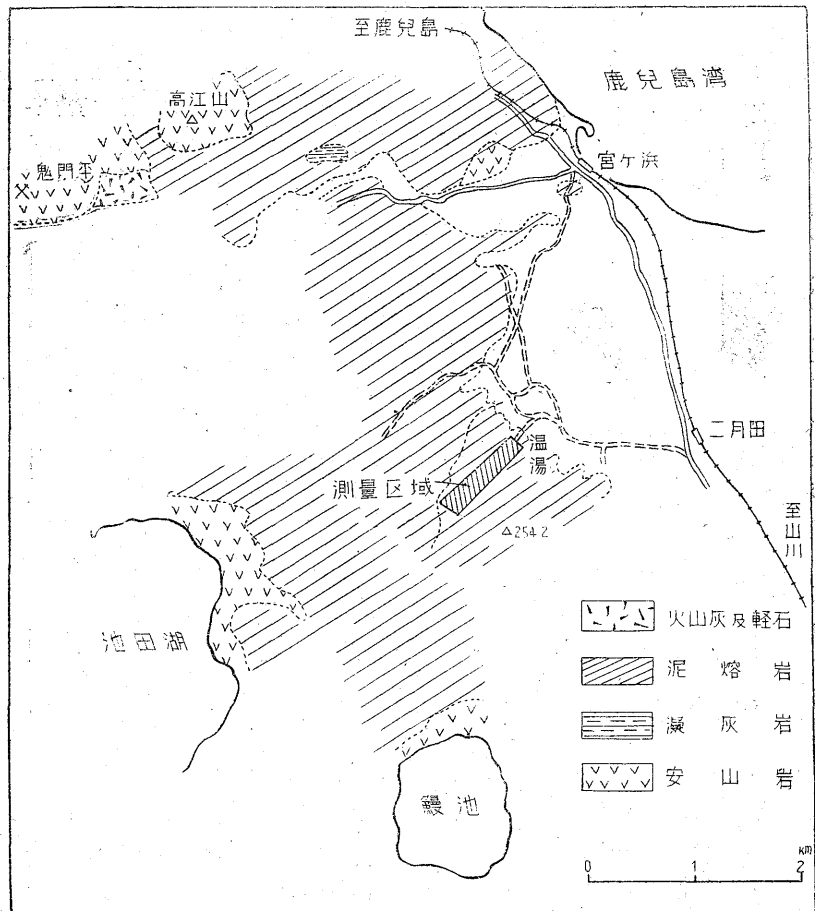 至鹿兒島
鹿兒島湾
高江山
鬼門平
宮ケ浜
二月田
温湯
測量区域
△254.2
至山川
池田湖
鰻池
火山灰及軽石
泥熔岩
凝灰岩
安山岩
km
0 1 2